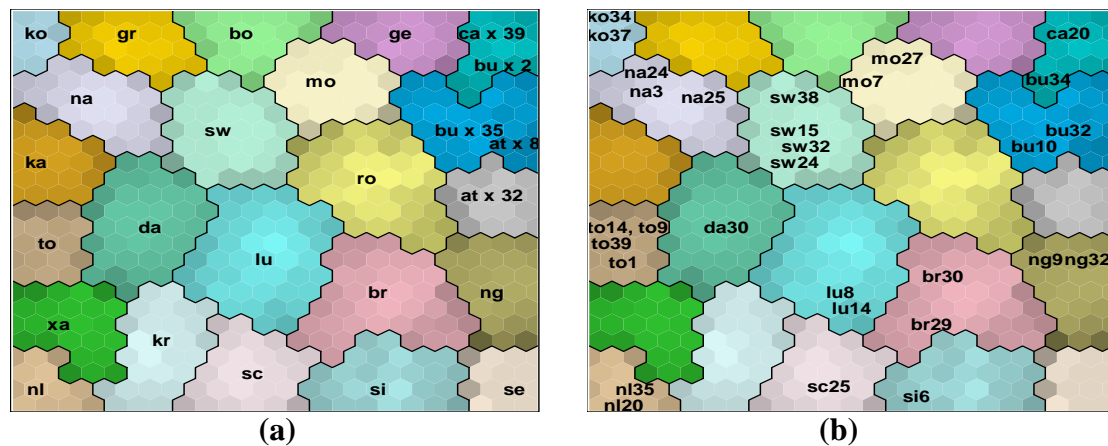 ko gr bo ge ca x 39
bu x 2
na mo
sw bu x 35
at x 8
ka ro
at x 32
to da lu
br ng
xa kr
sc
nl si se
(a)
ko34
ko37 mo27 ca20
na24 mo7 bu34
na3 na25 sw38
sw15 bu32
sw32 bu10
sw24
to14, to9 da30
to39
to1 br30 ng9 ng32
lu8
lu14
br29
nl35 sc25
nl20 si6
(b)